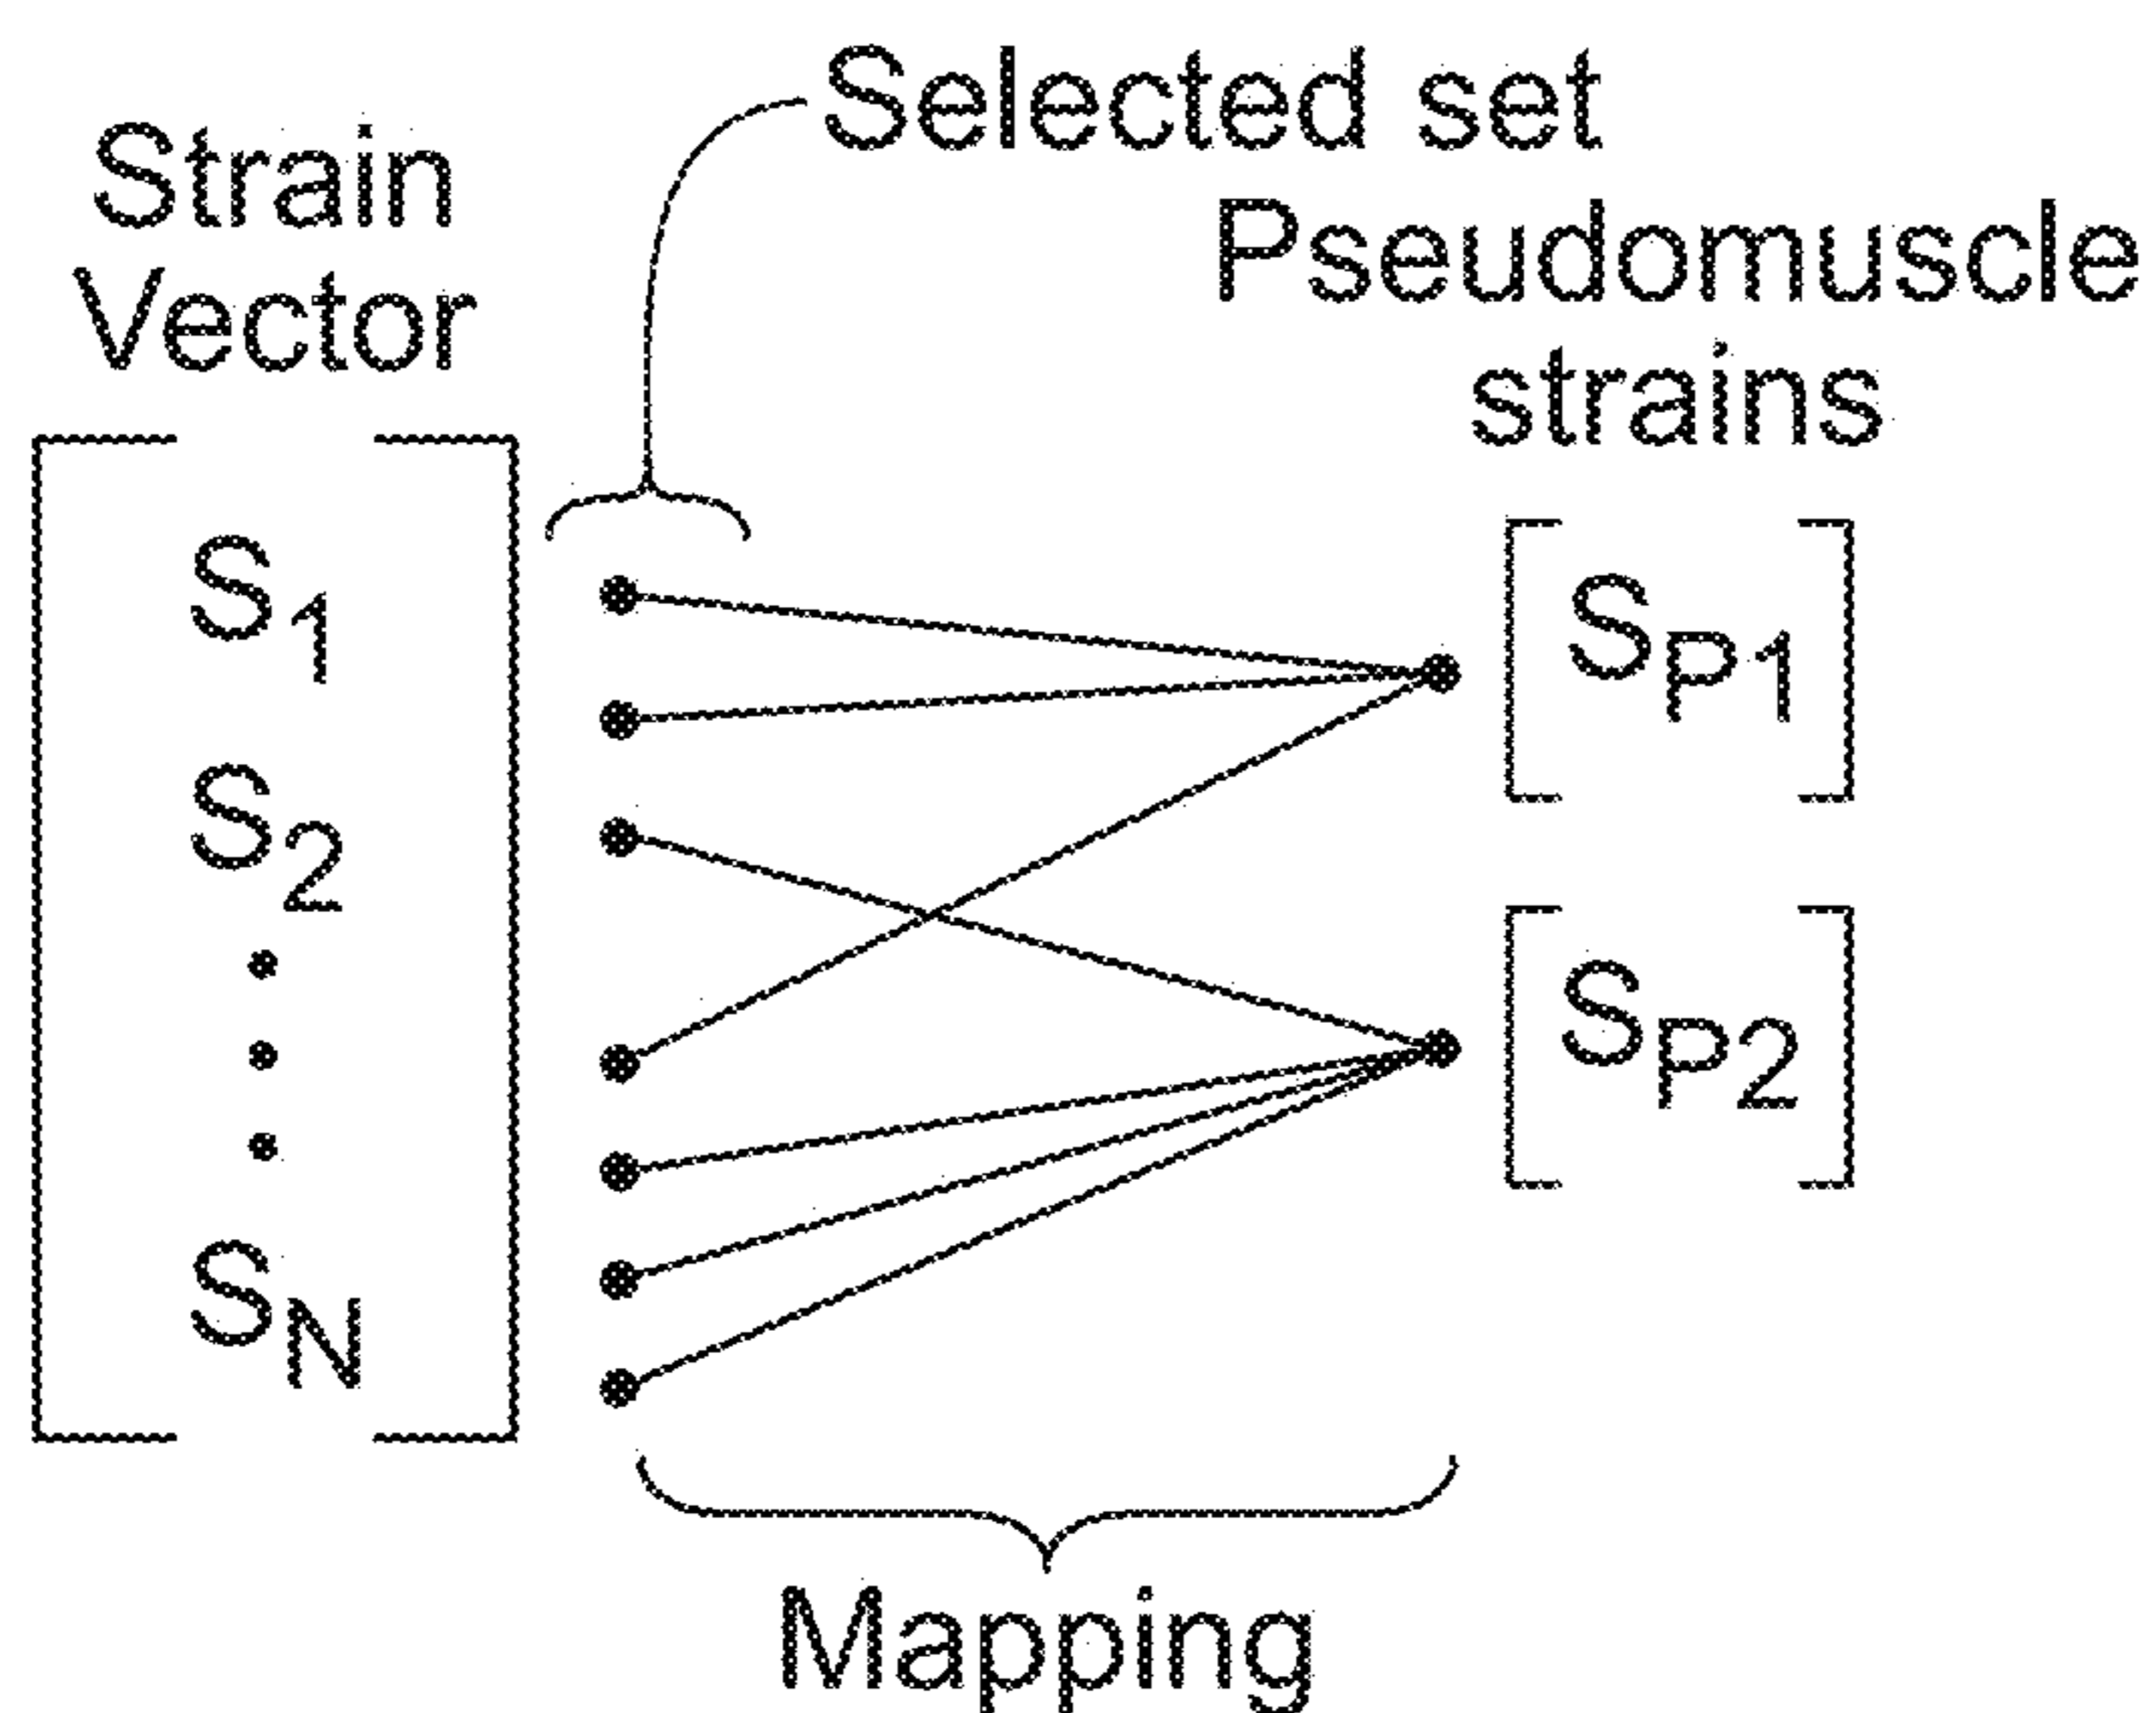 Selected set
Strain
Vector
Pseudomuscle
strains
S1
S2
SN
SP1
SP2
Mapping